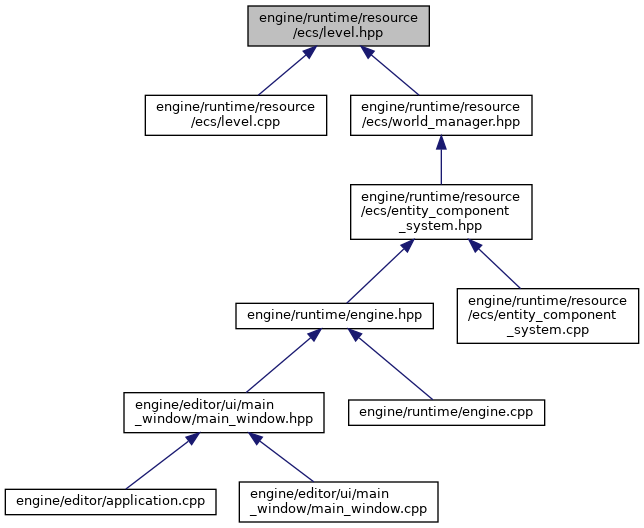 engine/runtime/resource
/ecs/level.hpp
engine/runtime/resource
/ecs/level.cpp
engine/runtime/resource
/ecs/world_manager.hpp
engine/runtime/resource
/ecs/entity_component
_system.hpp
engine/runtime/engine.hpp
engine/runtime/resource
/ecs/entity_component
_system.cpp
engine/editor/ui/main
_window/main_window.hpp
engine/runtime/engine.cpp
engine/editor/application.cpp
engine/editor/ui/main
_window/main_window.cpp